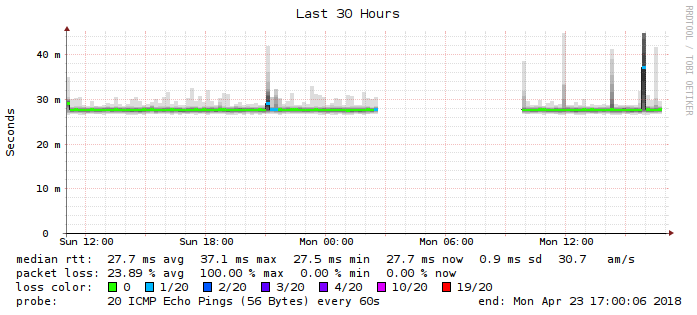 Last 30 Hours
RRDTOOL / TOBI OETIKER
Seconds
40 m
30 m
20 m
10 m
0
Sun 12:00 Sun 18:00 Mon 00:00 Mon 06:00 Mon 12:00
median rtt: 27.7 ms avg 37.1 ms max 27.5 ms min 27.7 ms now 0.9 ms sd 30.7 am/s
packet loss: 23.89 % avg 100.00 % max 0.00 % min 0.00 % now
loss color: 0 1/20 2/20 3/20 4/20 10/20 19/20
probe: 20 ICMP Echo Pings (56 Bytes) every 60s end: Mon Apr 23 17:00:06 2018